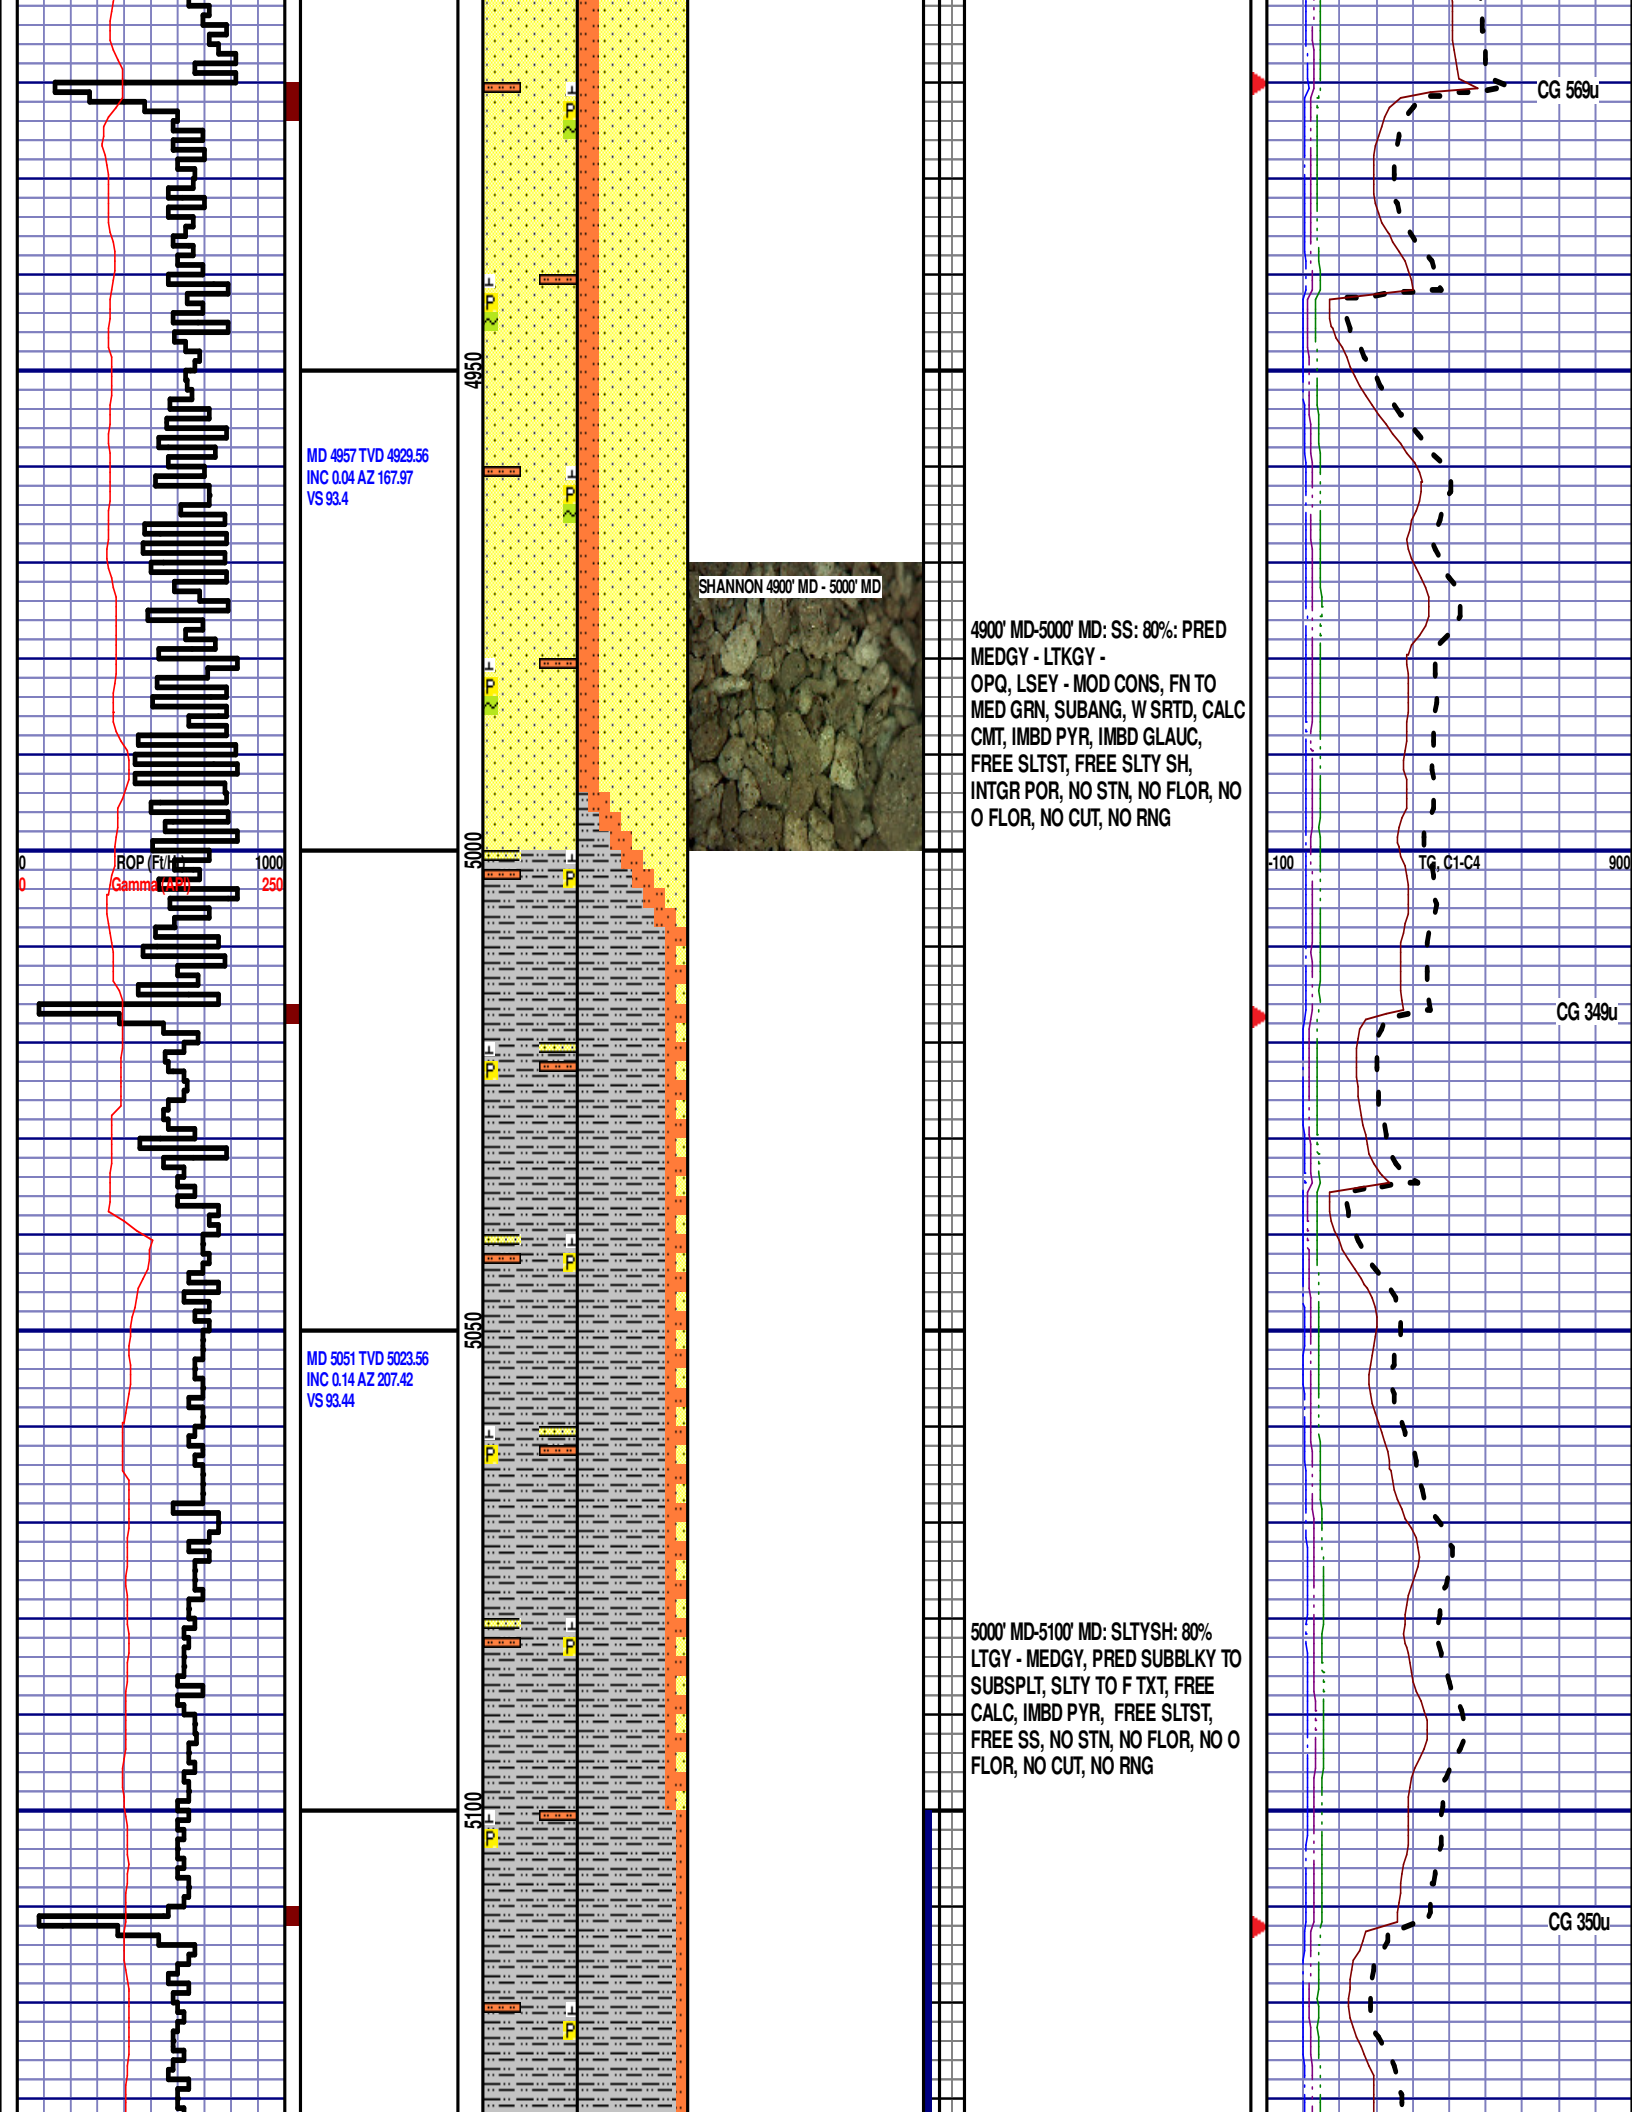 CG 569u
4950
MD 4957 TVD 4929.56
INC 0.04 AZ 167.97
VS 93.4
SHANNON 4900' MD - 5000' MD
4900' MD-5000' MD: SS: 80%: PRED
MEDGY - LTKGY -
OPQ, LSEY - MOD CONS, FN TO
MED GRN, SUBANG, W SRTD, CALC
CMT, IMBD PYR, IMBD GLAUC,
FREE SLTST, FREE SLTY SH,
INTGR POR, NO STN, NO FLOR, NO
O FLOR, NO CUT, NO RNG
5000
0 ROP (Ft/Hr) 1000
0 Gamma (API) 250
-100 TG, C1-C4 900
CG 349u
5050
MD 5051 TVD 5023.56
INC 0.14 AZ 207.42
VS 93.44
5000' MD-5100' MD: SLTYSH: 80%
LTGY - MEDGY, PRED SUBBLKY TO
SUBSPLT, SLTY TO F TXT, FREE
CALC, IMBD PYR, FREE SLTST,
FREE SS, NO STN, NO FLOR, NO O
FLOR, NO CUT, NO RNG
5100
CG 350u
P
P
P
P
P
P
P
P
P
P
P